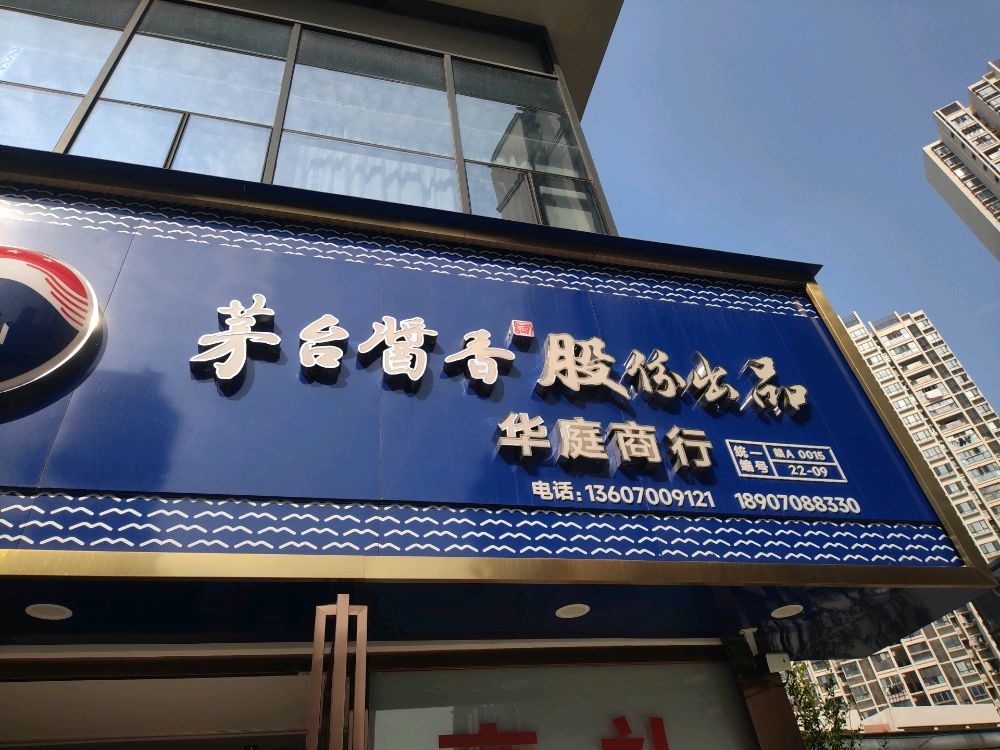 茅台酱香 股份出品
华庭商行
统一编号 赣A 0015
22-09
电话:13607009121 18907088330